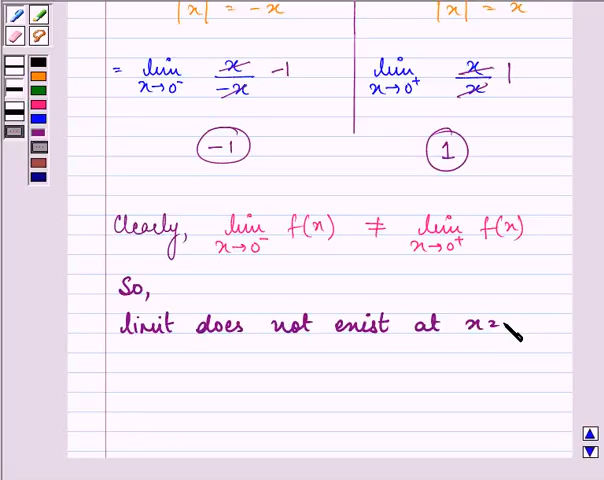 |x| = -x |x| = x
= lim x→0⁻ x/-x -1 lim x→0⁺ x/x 1
-1 1
Clearly, lim x→0⁻ f(x) ≠ lim x→0⁺ f(x)
So,
limit does not exist at x=